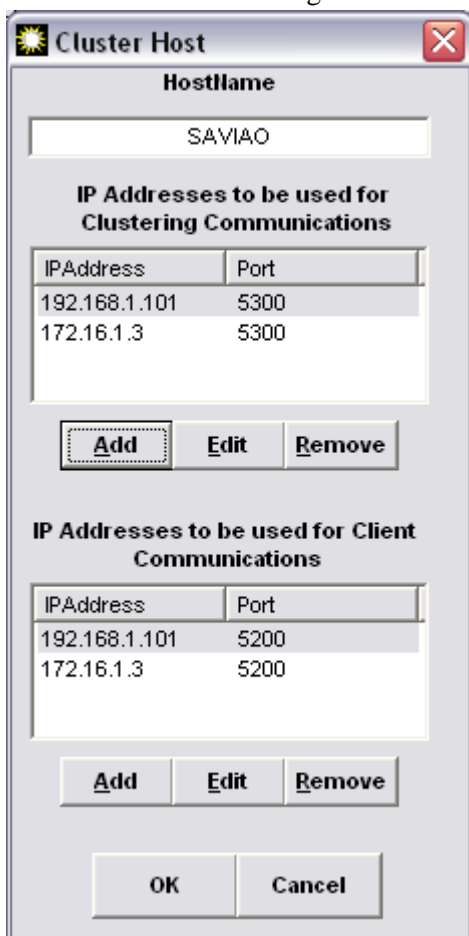 Cluster Host
HostName
SAVIAO
IP Addresses to be used for
Clustering Communications
IPAddress Port
192.168.1.101 5300
172.16.1.3 5300
Add Edit Remove
IP Addresses to be used for Client
Communications
IPAddress Port
192.168.1.101 5200
172.16.1.3 5200
Add Edit Remove
OK Cancel